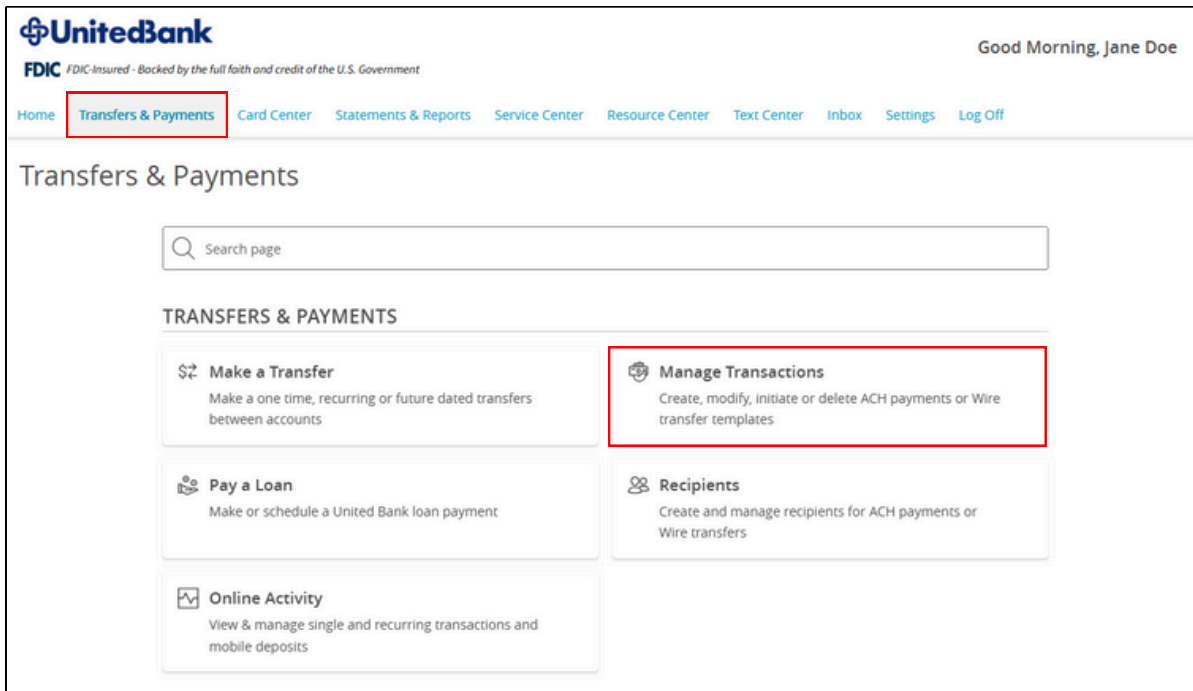 UnitedBank
Good Morning, Jane Doe
FDIC FDIC-Insured - Backed by the full faith and credit of the U.S. Government
Home Transfers & Payments Card Center Statements & Reports Service Center Resource Center Text Center Inbox Settings Log Off
Transfers & Payments
Search page
TRANSFERS & PAYMENTS
Make a Transfer
Make a one time, recurring or future dated transfers
between accounts
Manage Transactions
Create, modify, initiate or delete ACH payments or Wire
transfer templates
Pay a Loan
Make or schedule a United Bank loan payment
Recipients
Create and manage recipients for ACH payments or
Wire transfers
Online Activity
View & manage single and recurring transactions and
mobile deposits